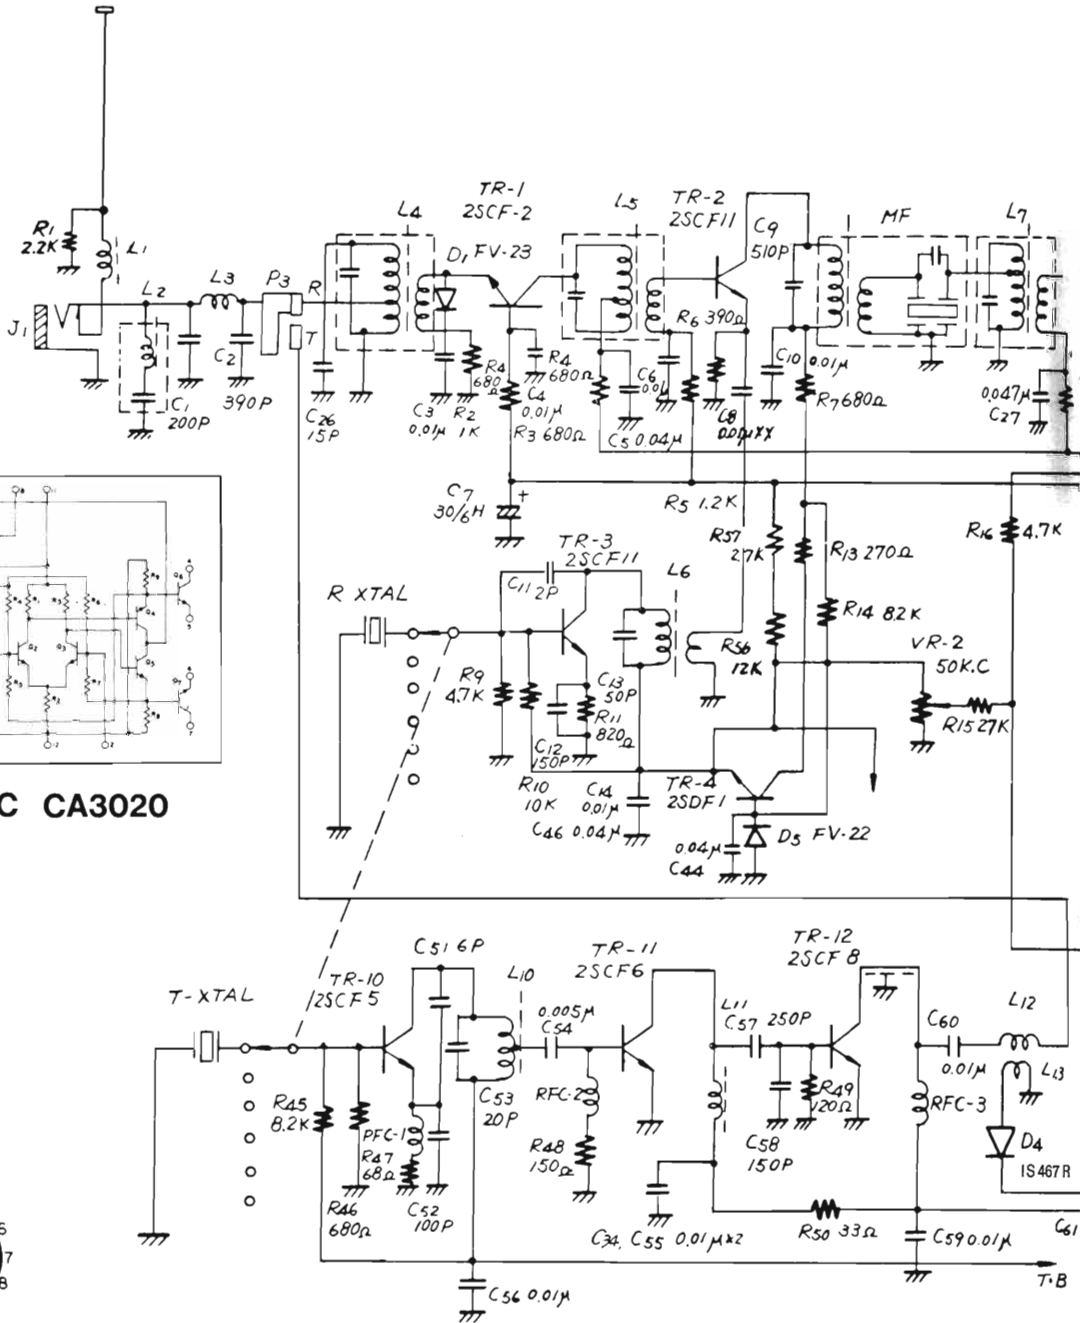 TR-1
2SCF-2
TR-2
2SCF11
L4
L5
C9
510P
MF
L7
R1
2.2K
L1
D1 FV-23
L3
P3
R
L2
R6 390Ω
J1
T
C2
390P
C1
200P
C26
15P
C3
0.01µ
R2
1K
R4
680
Ω
R4
680Ω
C4
0.01µ
R3 680Ω
C6
0.01
C5 0.04µ
C8
0.01µ
C10 0.01µ
R7 680Ω
0.047µ
C27
C7
30/6H
+
R5 1.2K
R57
2.7K
R13 270Ω
R16 4.7K
TR-3
2SCF11
C11 2P
L6
R XTAL
R14 82K
R56
12K
VR-2
50K.C
R9
4.7K
C13
50P
R11
820
Ω
R15 27K
C12
150P
R10
10K
C14
0.01µ
C46 0.04µ
TR-4
2SDF1
D5 FV-22
0.04µ
C44
C CA3020
C51 6P
TR-11
2SCF6
TR-12
2SCF8
TR-10
2SCF5
L10
T-XTAL
0.005µ
C54
L11
C57 250P
C60
0.01µ
L12
L13
C53
20P
RFC-2
R49
120Ω
RFC-3
R45
8.2K
PFC-1
R47
68Ω
R48
150Ω
C58
150P
D4
IS467R
R46
680Ω
C52
100P
C34, C55 0.01µx2
R50 33Ω
C59 0.01µ
C61
T·B
C56 0.01µ
6
7
8